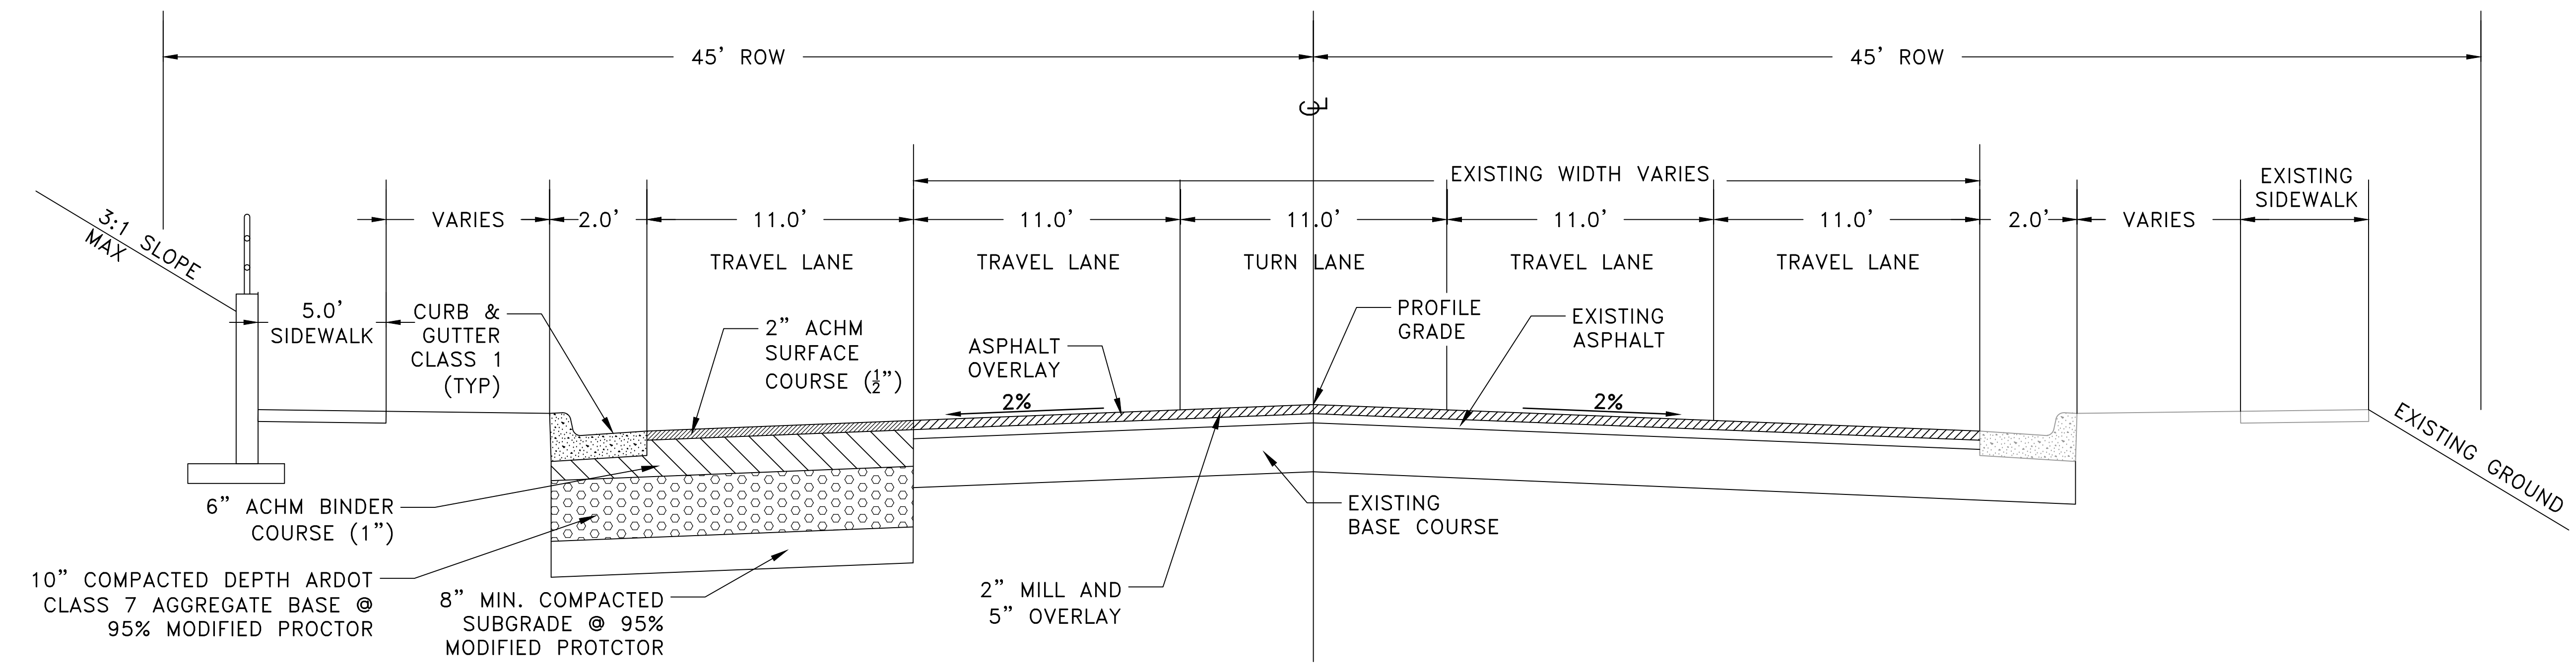 45' ROW
45' ROW
℄
EXISTING WIDTH VARIES
EXISTING
SIDEWALK
VARIES
2.0'
11.0'
11.0'
11.0'
11.0'
11.0'
2.0'
VARIES
3:1 SLOPE
MAX
TRAVEL LANE
TRAVEL LANE
TURN LANE
TRAVEL LANE
TRAVEL LANE
5.0'
SIDEWALK
CURB &
GUTTER
CLASS 1
(TYP)
2" ACHM
SURFACE
COURSE (½")
ASPHALT
OVERLAY
PROFILE
GRADE
EXISTING
ASPHALT
2%
2%
EXISTING GROUND
6" ACHM BINDER
COURSE (1")
EXISTING
BASE COURSE
10" COMPACTED DEPTH ARDOT
CLASS 7 AGGREGATE BASE @
95% MODIFIED PROCTOR
8" MIN. COMPACTED
SUBGRADE @ 95%
MODIFIED PROTCTOR
2" MILL AND
5" OVERLAY